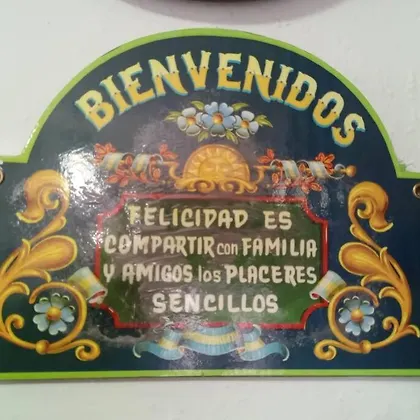 BIENVENIDOS
FELICIDAD ES
COMPARTIR con FAMILIA
Y AMIGOS los PLACERES
SENCILLOS